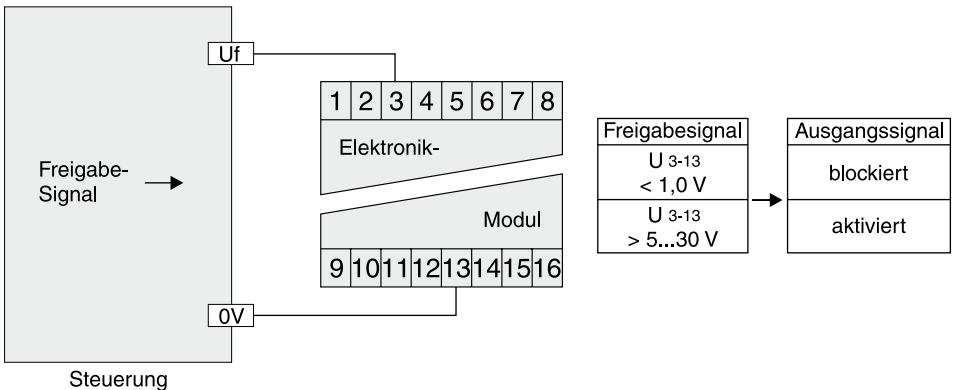 Uf
1 2 3 4 5 6 7 8
Elektronik-
Modul
9 10 11 12 13 14 15 16
Freigabe-
Signal
0V
Steuerung
Freigabesignal
U 3-13
< 1,0 V
U 3-13
> 5...30 V
Ausgangssignal
blockiert
aktiviert